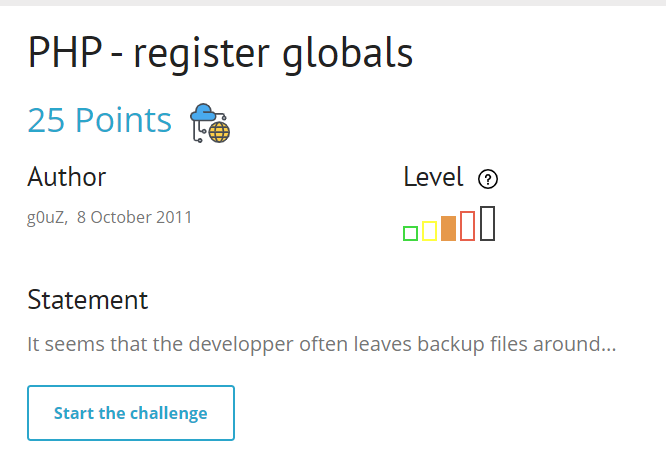 PHP - register globals
25 Points
Author
Level ?
g0uZ, 8 October 2011
Statement
It seems that the developper often leaves backup files around...
Start the challenge